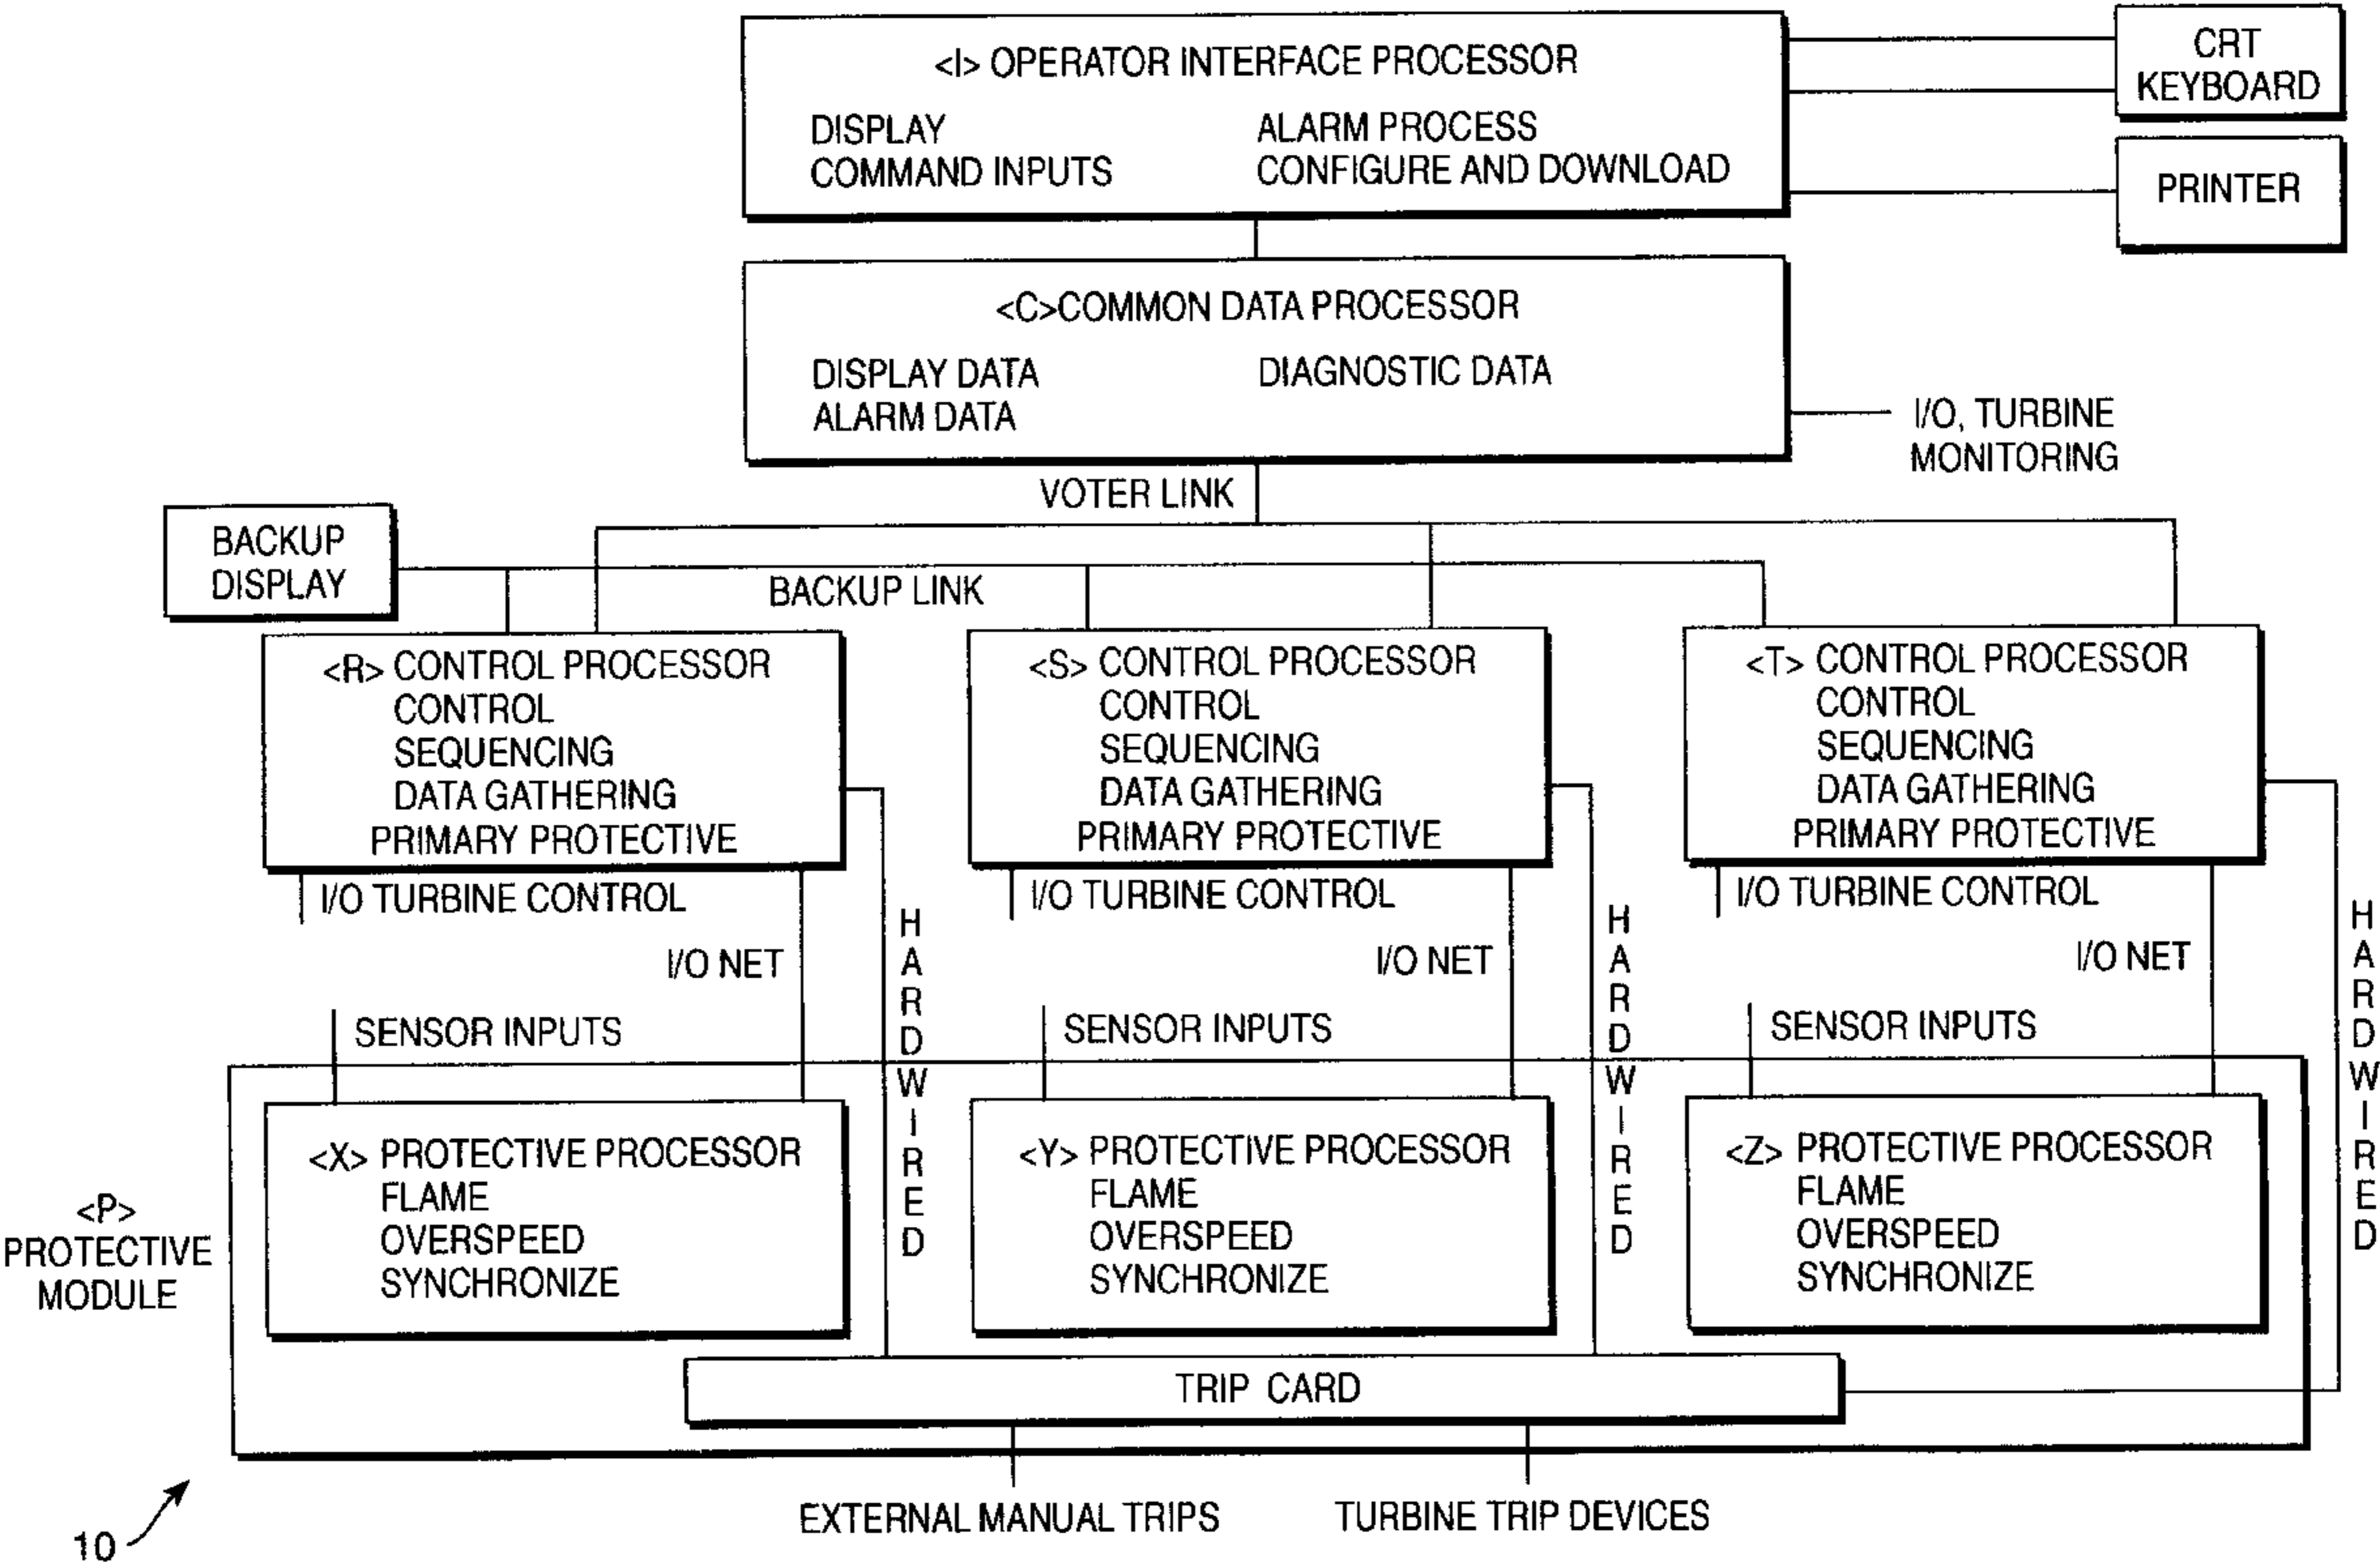 <I> OPERATOR INTERFACE PROCESSOR
DISPLAY
COMMAND INPUTS
ALARM PROCESS
CONFIGURE AND DOWNLOAD
CRT
KEYBOARD
PRINTER
<C>COMMON DATA PROCESSOR
DISPLAY DATA
ALARM DATA
DIAGNOSTIC DATA
I/O, TURBINE
MONITORING
VOTER LINK
BACKUP
DISPLAY
BACKUP LINK
<R> CONTROL PROCESSOR
CONTROL
SEQUENCING
DATA GATHERING
PRIMARY PROTECTIVE
<S> CONTROL PROCESSOR
CONTROL
SEQUENCING
DATA GATHERING
PRIMARY PROTECTIVE
<T> CONTROL PROCESSOR
CONTROL
SEQUENCING
DATA GATHERING
PRIMARY PROTECTIVE
I/O TURBINE CONTROL
I/O NET
HARDWIRED
SENSOR INPUTS
I/O TURBINE CONTROL
I/O NET
HARDWIRED
SENSOR INPUTS
I/O TURBINE CONTROL
I/O NET
HARDWIRED
SENSOR INPUTS
<P>
PROTECTIVE
MODULE
<X> PROTECTIVE PROCESSOR
FLAME
OVERSPEED
SYNCHRONIZE
<Y> PROTECTIVE PROCESSOR
FLAME
OVERSPEED
SYNCHRONIZE
<Z> PROTECTIVE PROCESSOR
FLAME
OVERSPEED
SYNCHRONIZE
TRIP CARD
EXTERNAL MANUAL TRIPS
TURBINE TRIP DEVICES
10